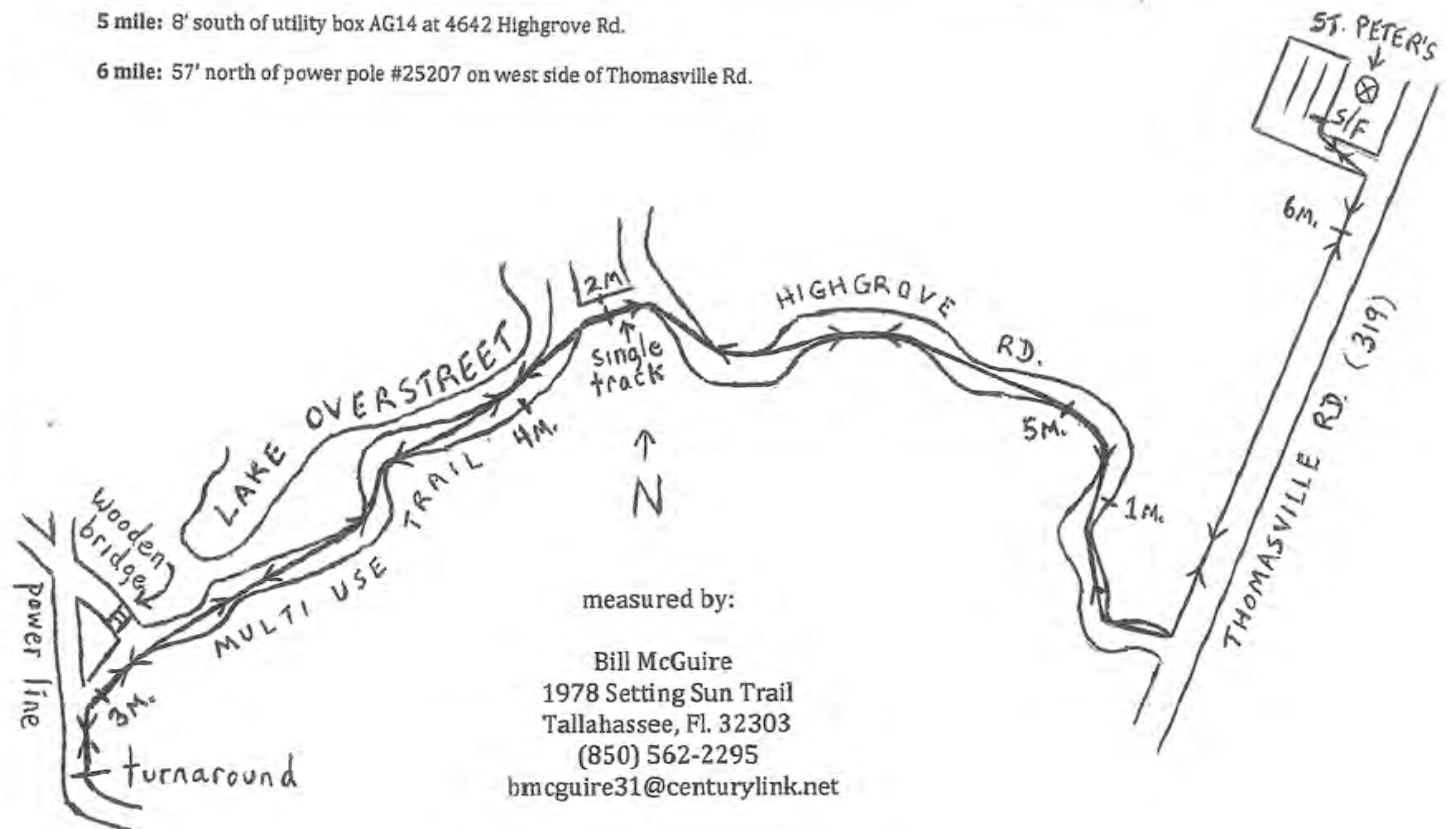 5 mile: 8' south of utility box AG14 at 4642 Highgrove Rd.
6 mile: 57' north of power pole #25207 on west side of Thomasville Rd.
ST. PETER'S
S/F
6M.
2M
single
track
HIGHGROVE RD.
LAKE OVERSTREET
4M.
5M.
1M.
THOMASVILLE RD. (319)
N
wooden
bridge
MULTI USE TRAIL
power line
3M.
turnaround
measured by:
Bill McGuire
1978 Setting Sun Trail
Tallahassee, Fl. 32303
(850) 562-2295
bmcguire31@centurylink.net